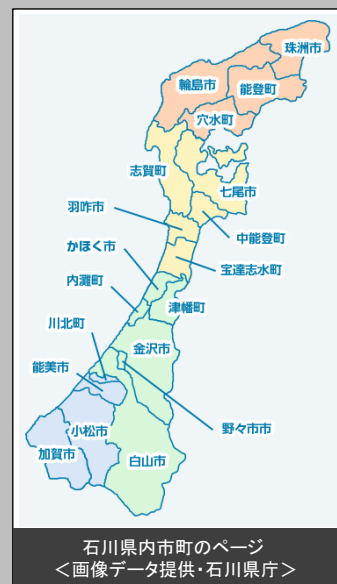 珠洲市
輪島市
能登町
穴水町
志賀町
七尾市
羽咋市
中能登町
かほく市
宝達志水町
内灘町
津幡町
川北町
金沢市
能美市
野々市市
小松市
加賀市
白山市
石川県内市町のページ
<画像データ提供・石川県庁>